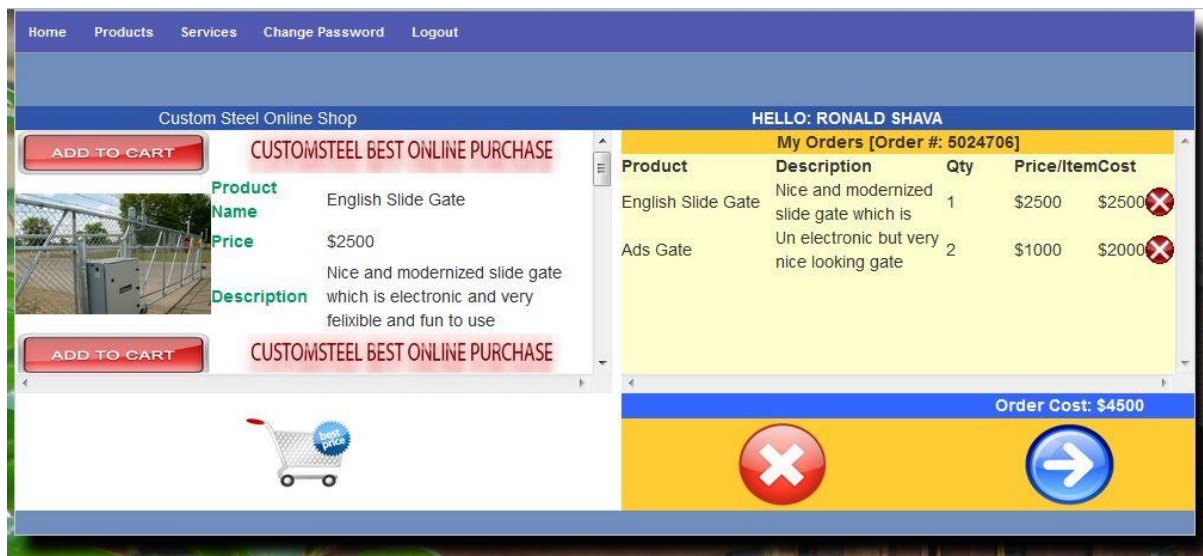 Home Products Services Change Password Logout
Custom Steel Online Shop
HELLO: RONALD SHAVA
ADD TO CART
CUSTOMSTEEL BEST ONLINE PURCHASE
Product
Name
English Slide Gate
Price
$2500
Description
Nice and modernized slide gate
which is electronic and very
felixible and fun to use
ADD TO CART
CUSTOMSTEEL BEST ONLINE PURCHASE
best
price
My Orders [Order #: 5024706]
Product Description Qty Price/ItemCost
English Slide Gate Nice and modernized
slide gate which is 1 $2500 $2500
Ads Gate Un electronic but very
nice looking gate 2 $1000 $2000
Order Cost: $4500